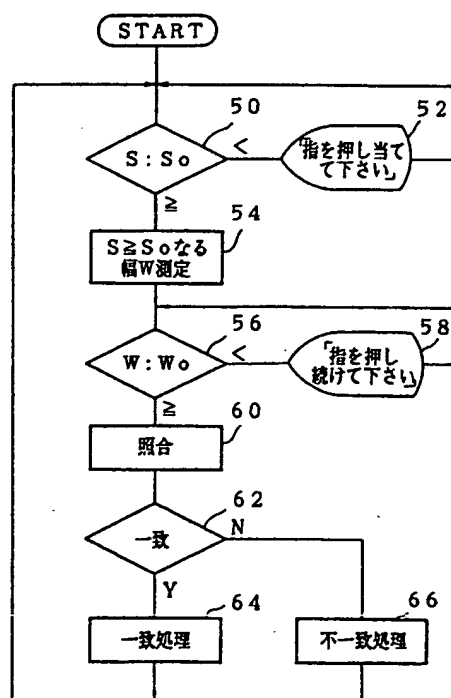 START
50
S:So
<
52
「指を押し当て
て下さい」
≧
54
S≧Soなる
幅W測定
56
W:Wo
<
58
「指を押し
続けて下さい」
≧
60
照合
62
一致
N
Y
64
一致処理
66
不一致処理